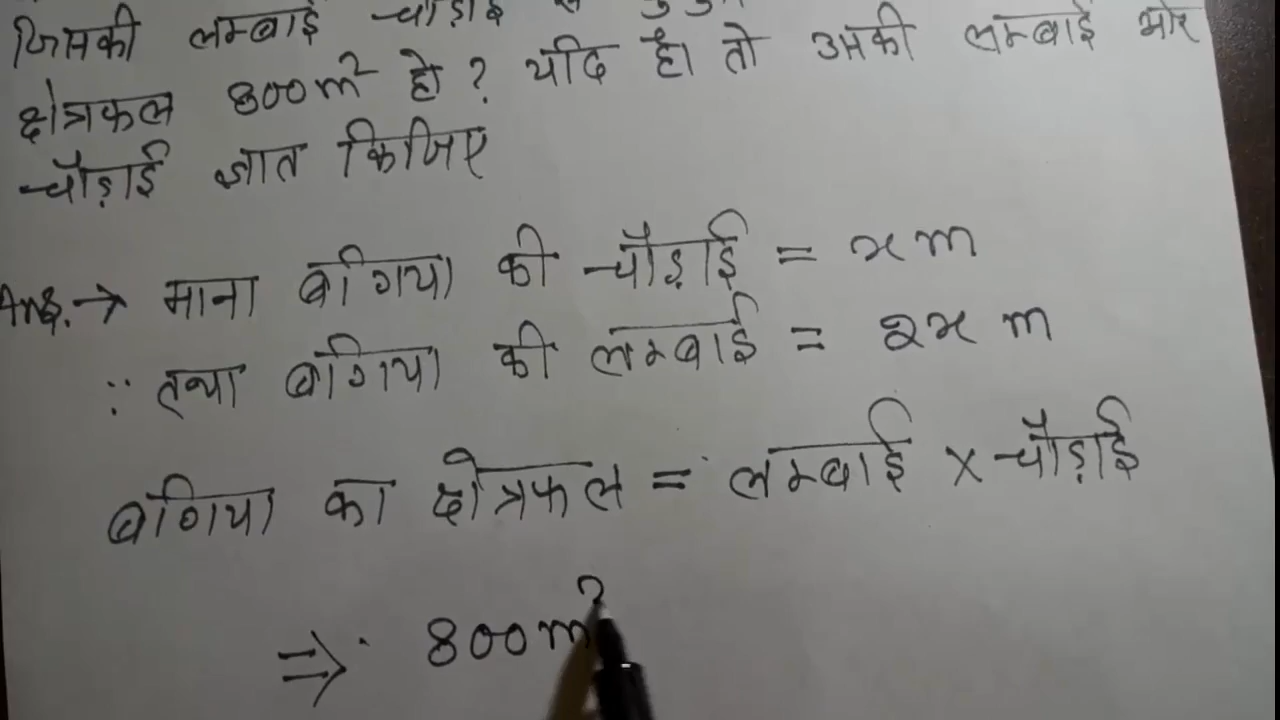 जिसकी लम्बाई चौड़ाई से
क्षेत्रफल 800m² हो? यदि है। तो उसकी लम्बाई और
चौड़ाई ज्ञात किजिए
Ans. → माना बगिया की चौड़ाई = x m
∵ तथा बगिया की लम्बाई = 2x m
बगिया का क्षेत्रफल = लम्बाई × चौड़ाई
⇒ 800m²